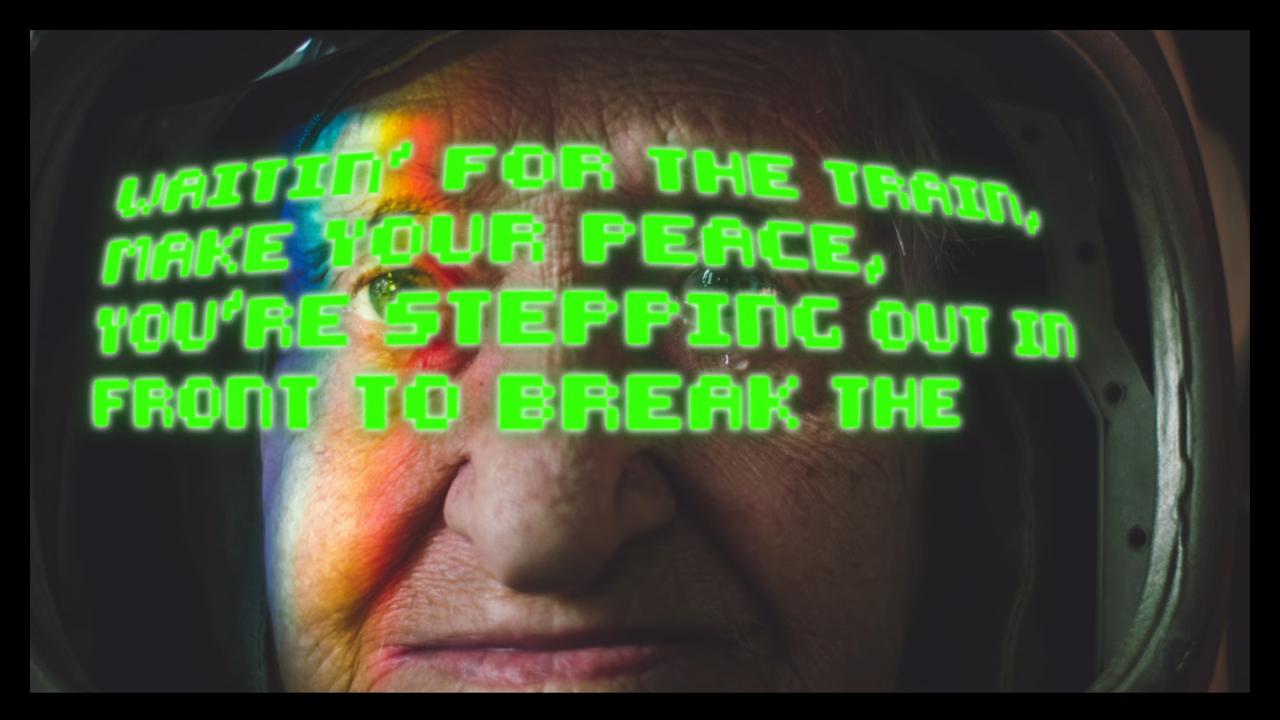 WAITIN' FOR THE TRAIN,
MAKE YOUR PEACE,
YOU'RE STEPPING OUT IN
FRONT TO BREAK THE